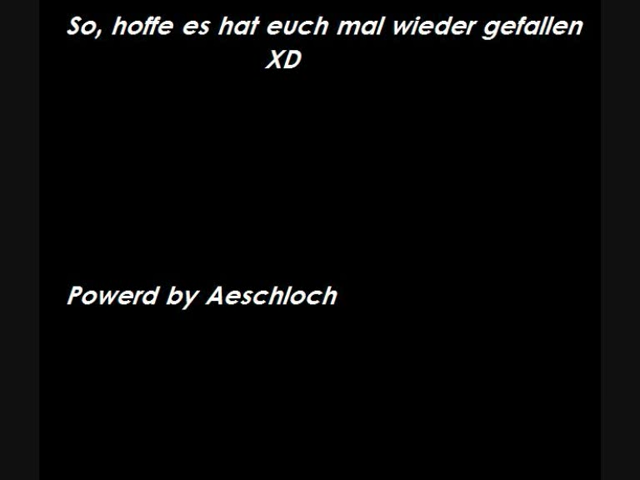 So, hoffe es hat euch mal wieder gefallen
XD
Powerd by Aeschloch